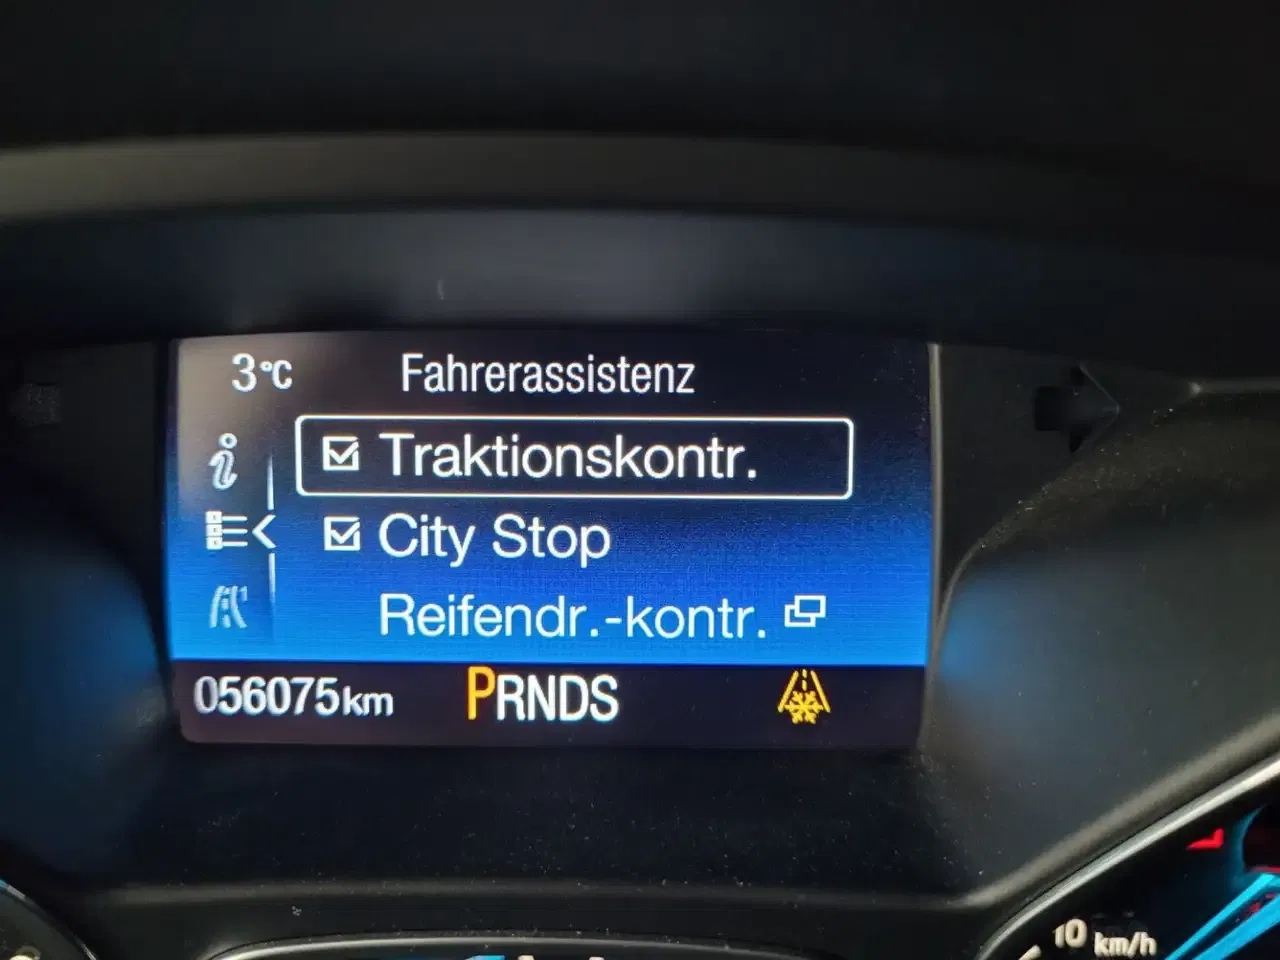 3°C Fahrerassistenz
Traktionskontr.
City Stop
Reifendr.-kontr.
056075km PRNDS
10 km/h